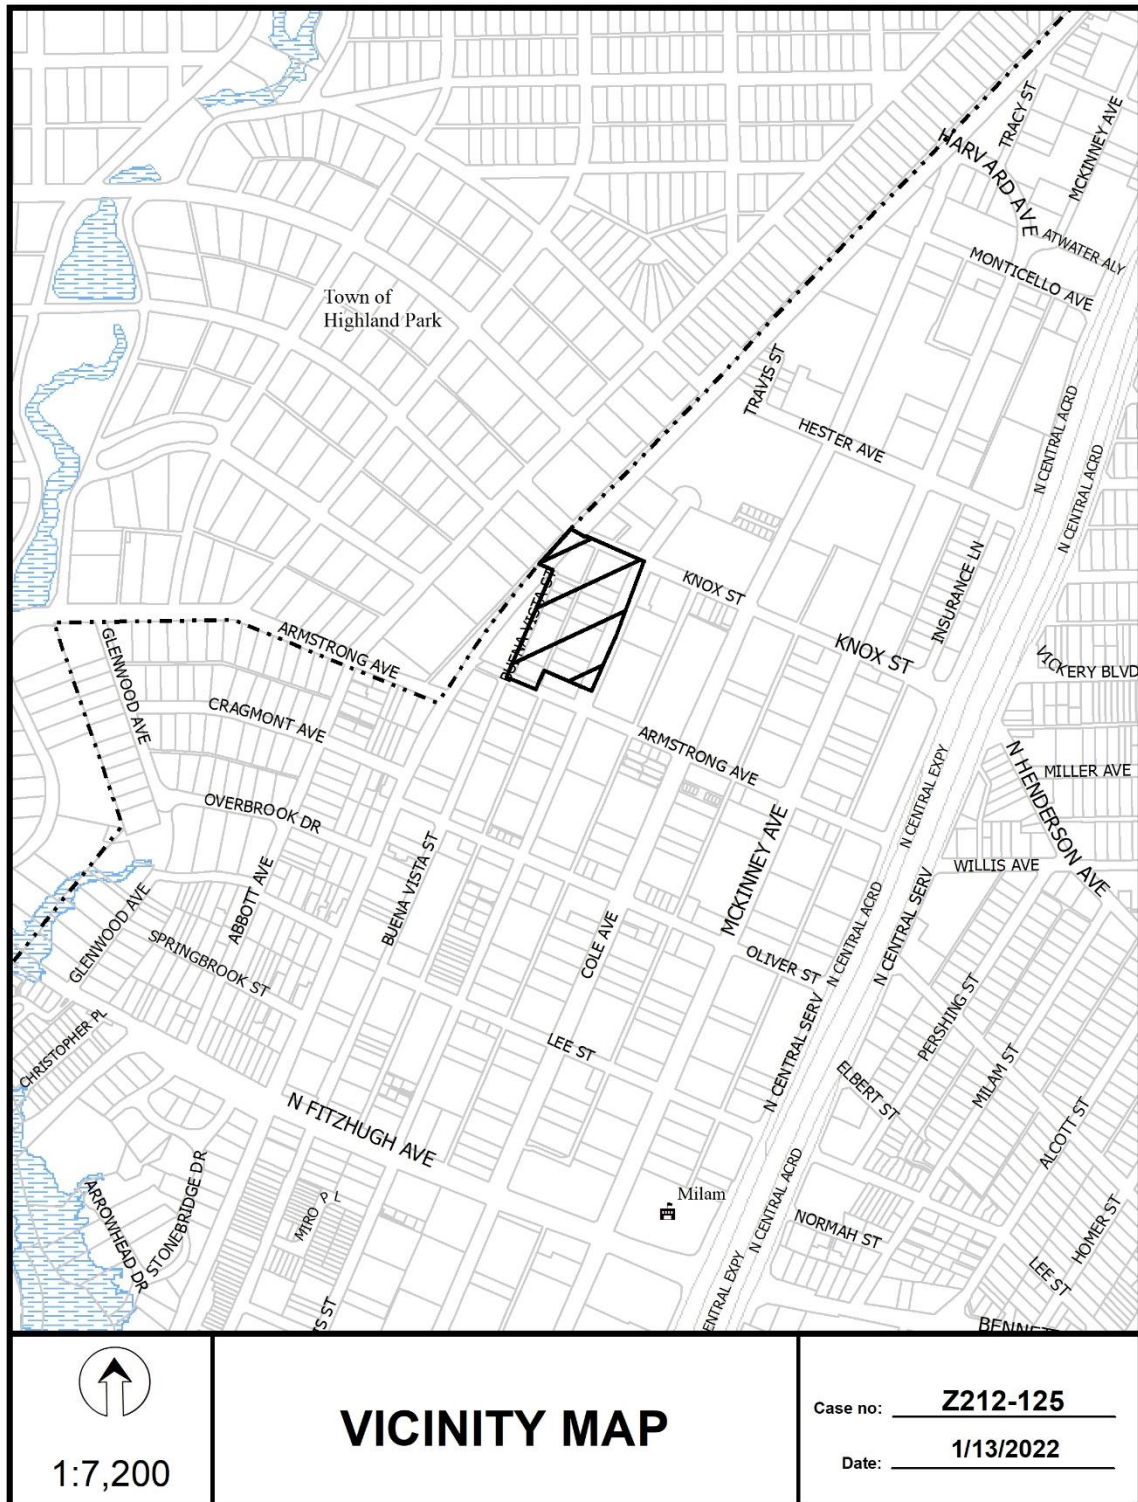 TRACY ST
MCKINNEY AVE
HARVARD AVE
ATWATER ALY
MONTICELLO AVE
Town of
Highland Park
TRAVIS ST
HESTER AVE
N CENTRAL ACRD
N CENTRAL ACRD
INSURANCE LN
KNOX ST
BUENA VISTA ST
KNOX ST
ARMSTRONG AVE
GLENWOOD AVE
VICKERY BLVD
CRAGMONT AVE
ARMSTRONG AVE
N CENTRAL EXPY
N HENDERSON AVE
MILLER AVE
OVERBROOK DR
MCKINNEY AVE
WILLIS AVE
BUENA VISTA ST
ABBOTT AVE
GLENWOOD AVE
SPRINGBROOK ST
COLE AVE
OLIVER ST
N CENTRAL ACRD
N CENTRAL SERV
CHRISTOPHER PL
LEE ST
N CENTRAL SERV
PERSHING ST
MILAM ST
ELBERT ST
ALCOTT ST
N FITZHUGH AVE
ARROWHEAD DR
STONEBRIDGE DR
MIRO PL
Milam
N CENTRAL ACRD
NORMAH ST
HOMER ST
LEE ST
ENTRAL EXPY
IS ST
BENNET
1:7,200
VICINITY MAP
Case no: Z212-125
Date: 1/13/2022